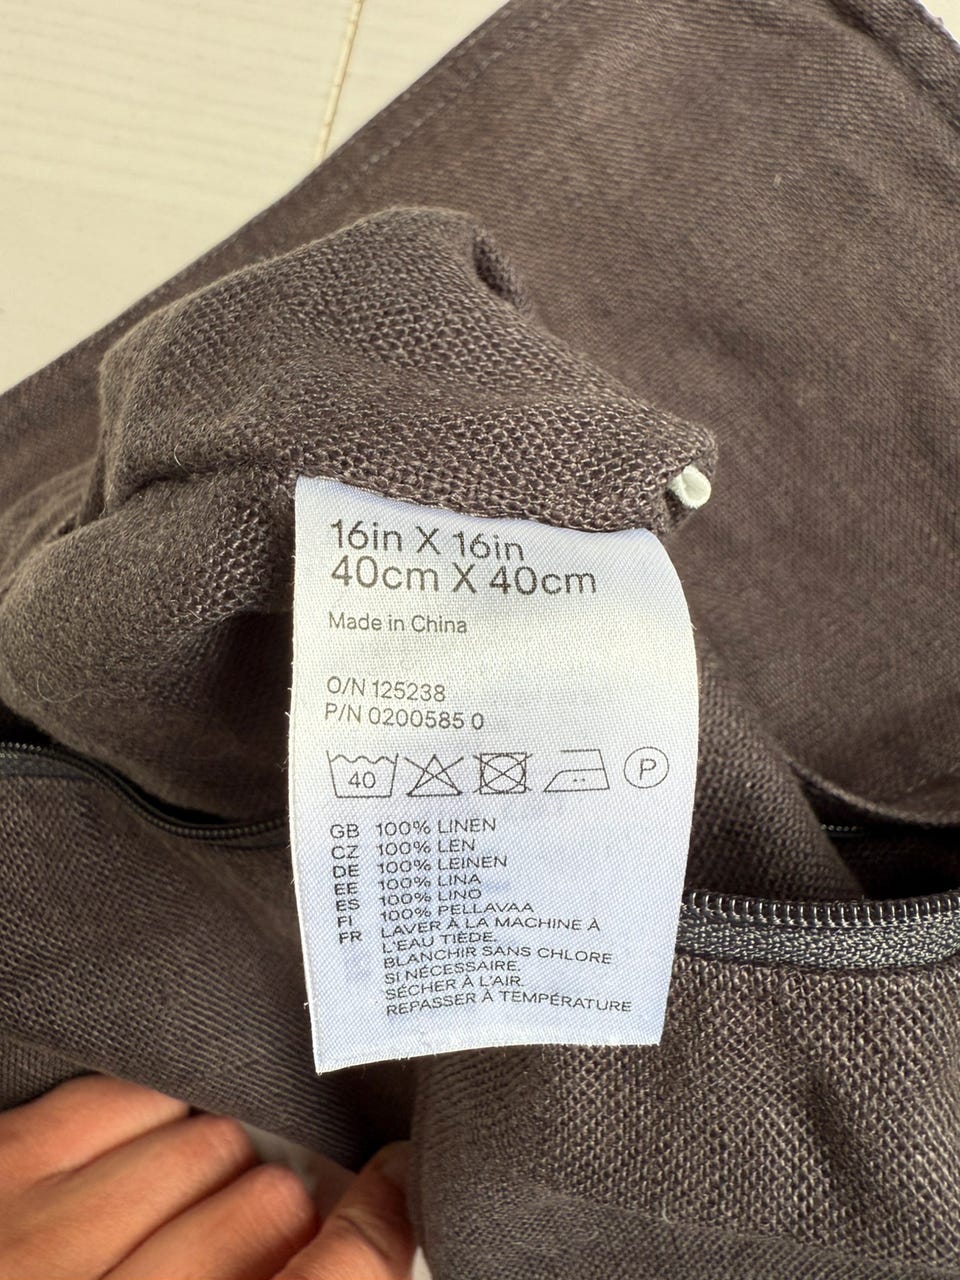 16in X 16in
40cm X 40cm
Made in China
O/N 125238
P/N 0200585 0
40 P
GB 100% LINEN
CZ 100% LEN
DE 100% LEINEN
EE 100% LINA
ES 100% LINO
FI 100% PELLAVAA
FR LAVER À LA MACHINE À
L'EAU TIÈDE.
BLANCHIR SANS CHLORE
SI NÉCESSAIRE.
SÉCHER À L'AIR.
REPASSER À TEMPÉRATURE